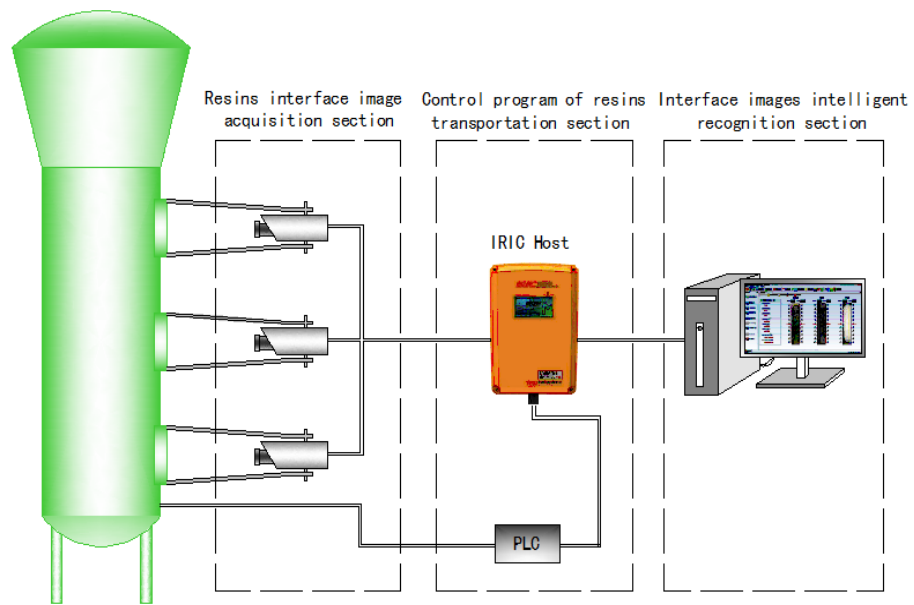 Resins interface image
acquisition section
Control program of resins
transportation section
Interface images intelligent
recognition section
IRIC Host
PLC